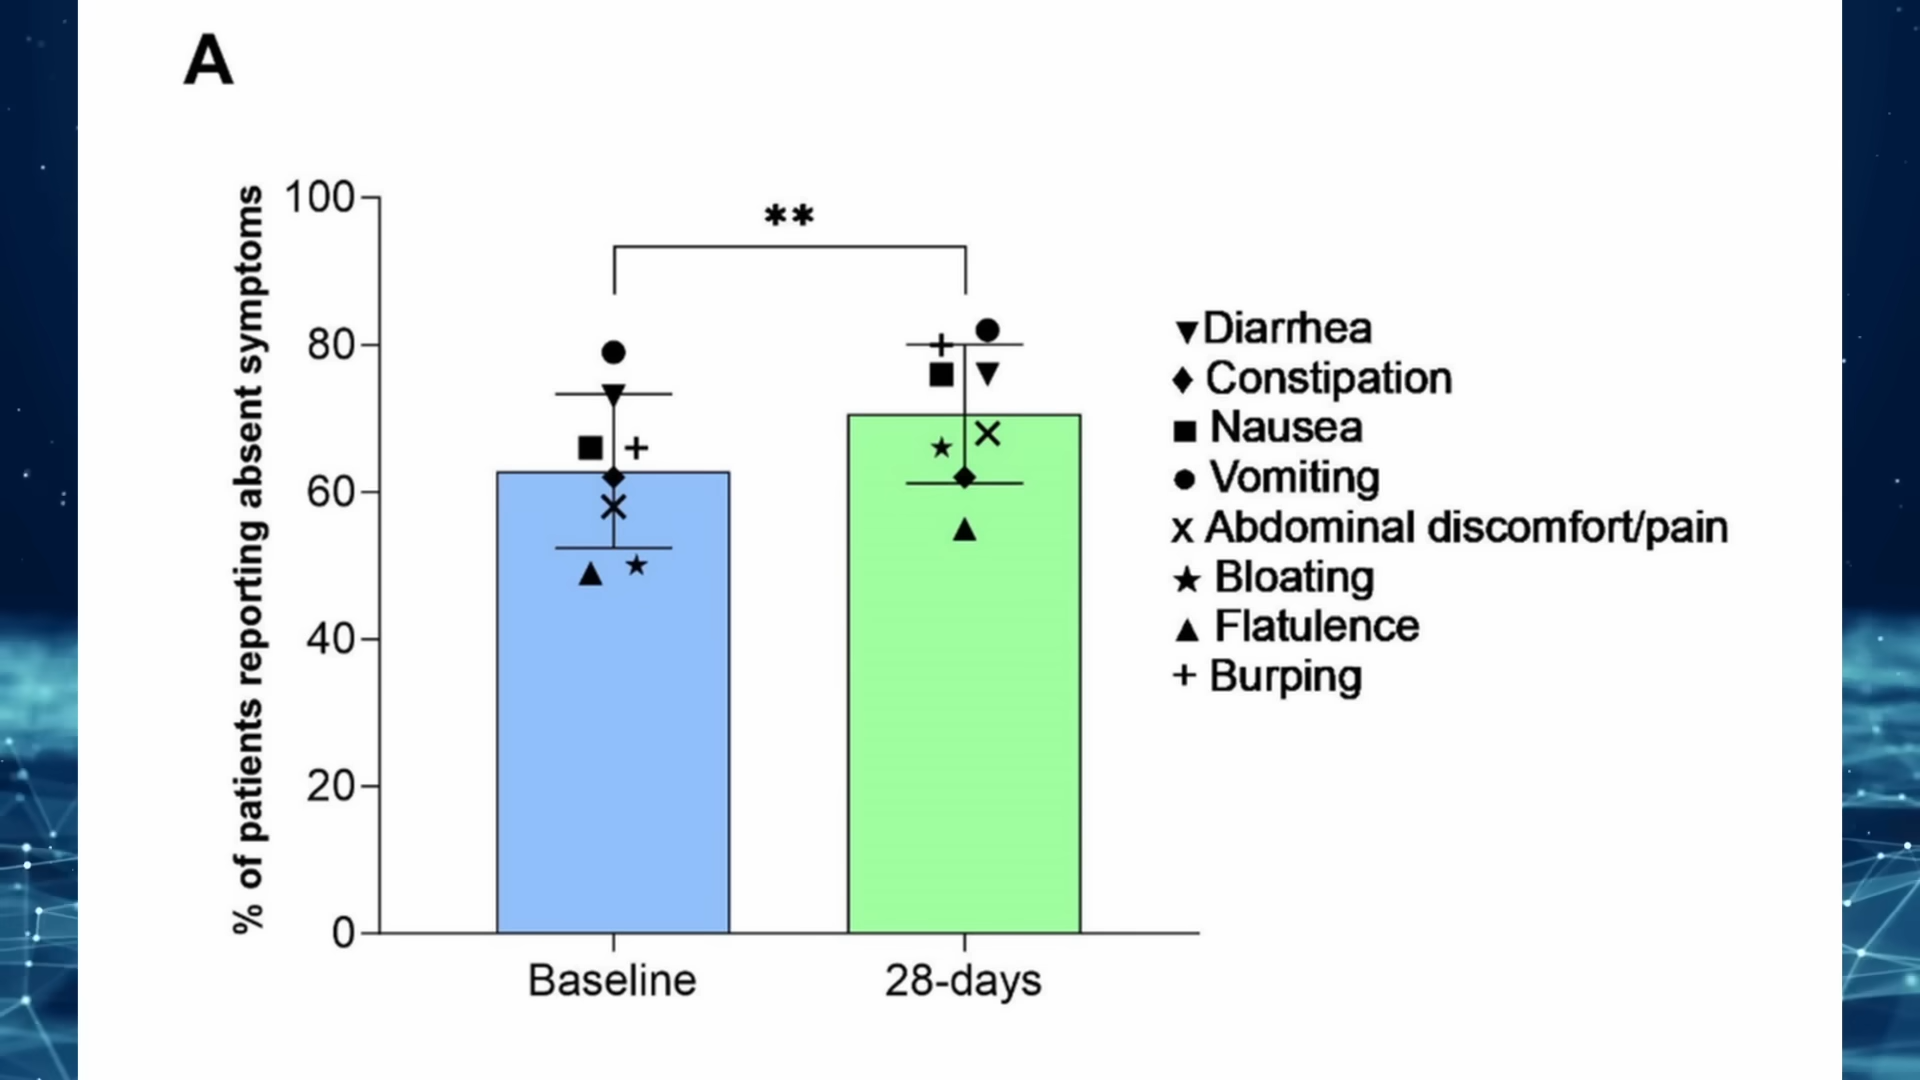 A
% of patients reporting absent symptoms
100
80
60
40
20
0
**
Baseline
28-days
Diarrhea
Constipation
Nausea
Vomiting
x Abdominal discomfort/pain
Bloating
Flatulence
+ Burping